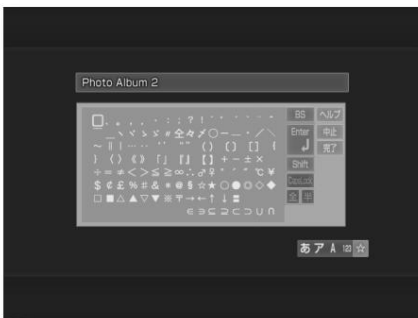 Photo Album 2
BS ヘルプ
Enter 中止
完了
Shift
CapsLock
全 半
～ ∥ ｜ … ‥ ‘ ’ “ ” （ ） 〔 〕 ［ ］ ｛
｝ 〈 〉 《 》 「 」 『 』 【 】 ＋ － ± ×
÷ ＝ ≠ ＜ ＞ ≦ ≧ ∞ ∴ ♂ ♀ ° ′ ″ ℃ ￥
＄ ￠ ￡ ％ ＃ ＆ ＊ ＠ § ☆ ★ ○ ● ◎ ◇ ◆
□ ■ △ ▲ ▽ ▼ ※ 〒 → ← ↑ ↓ 〓
∈ ∋ ⊆ ⊇ ⊂ ⊃ ∪ ∩
あ ア A 123 ☆